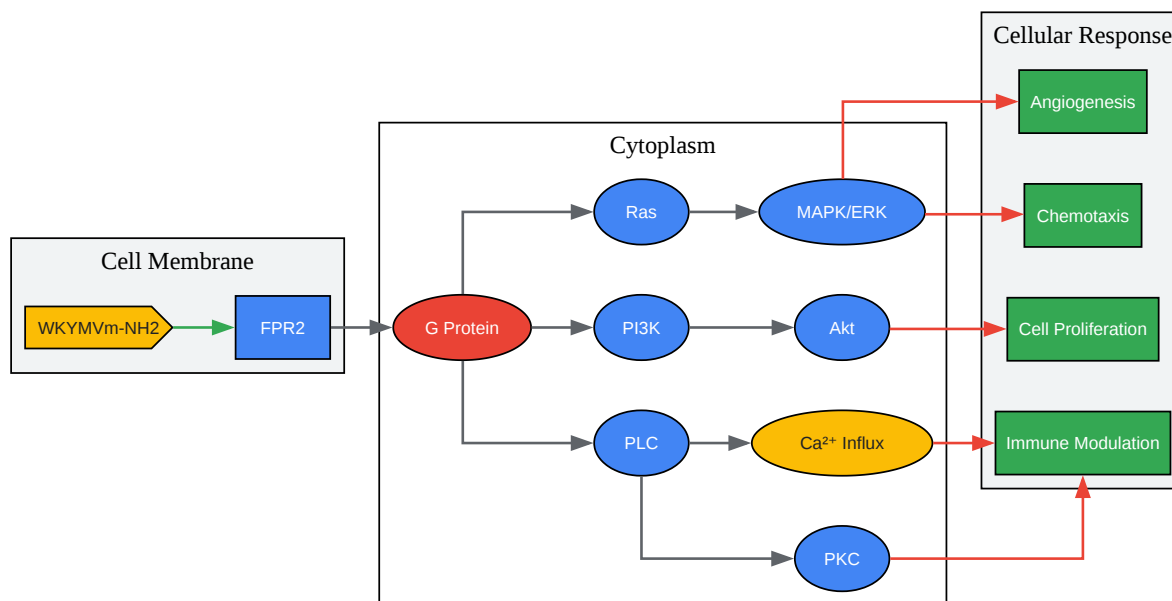 Cellular Response
Angiogenesis
Cytoplasm
Ras
MAPK/ERK
Chemotaxis
Cell Membrane
WKYMVm-NH2
FPR2
G Protein
PI3K
Akt
Cell Proliferation
PLC
Ca²⁺ Influx
Immune Modulation
PKC